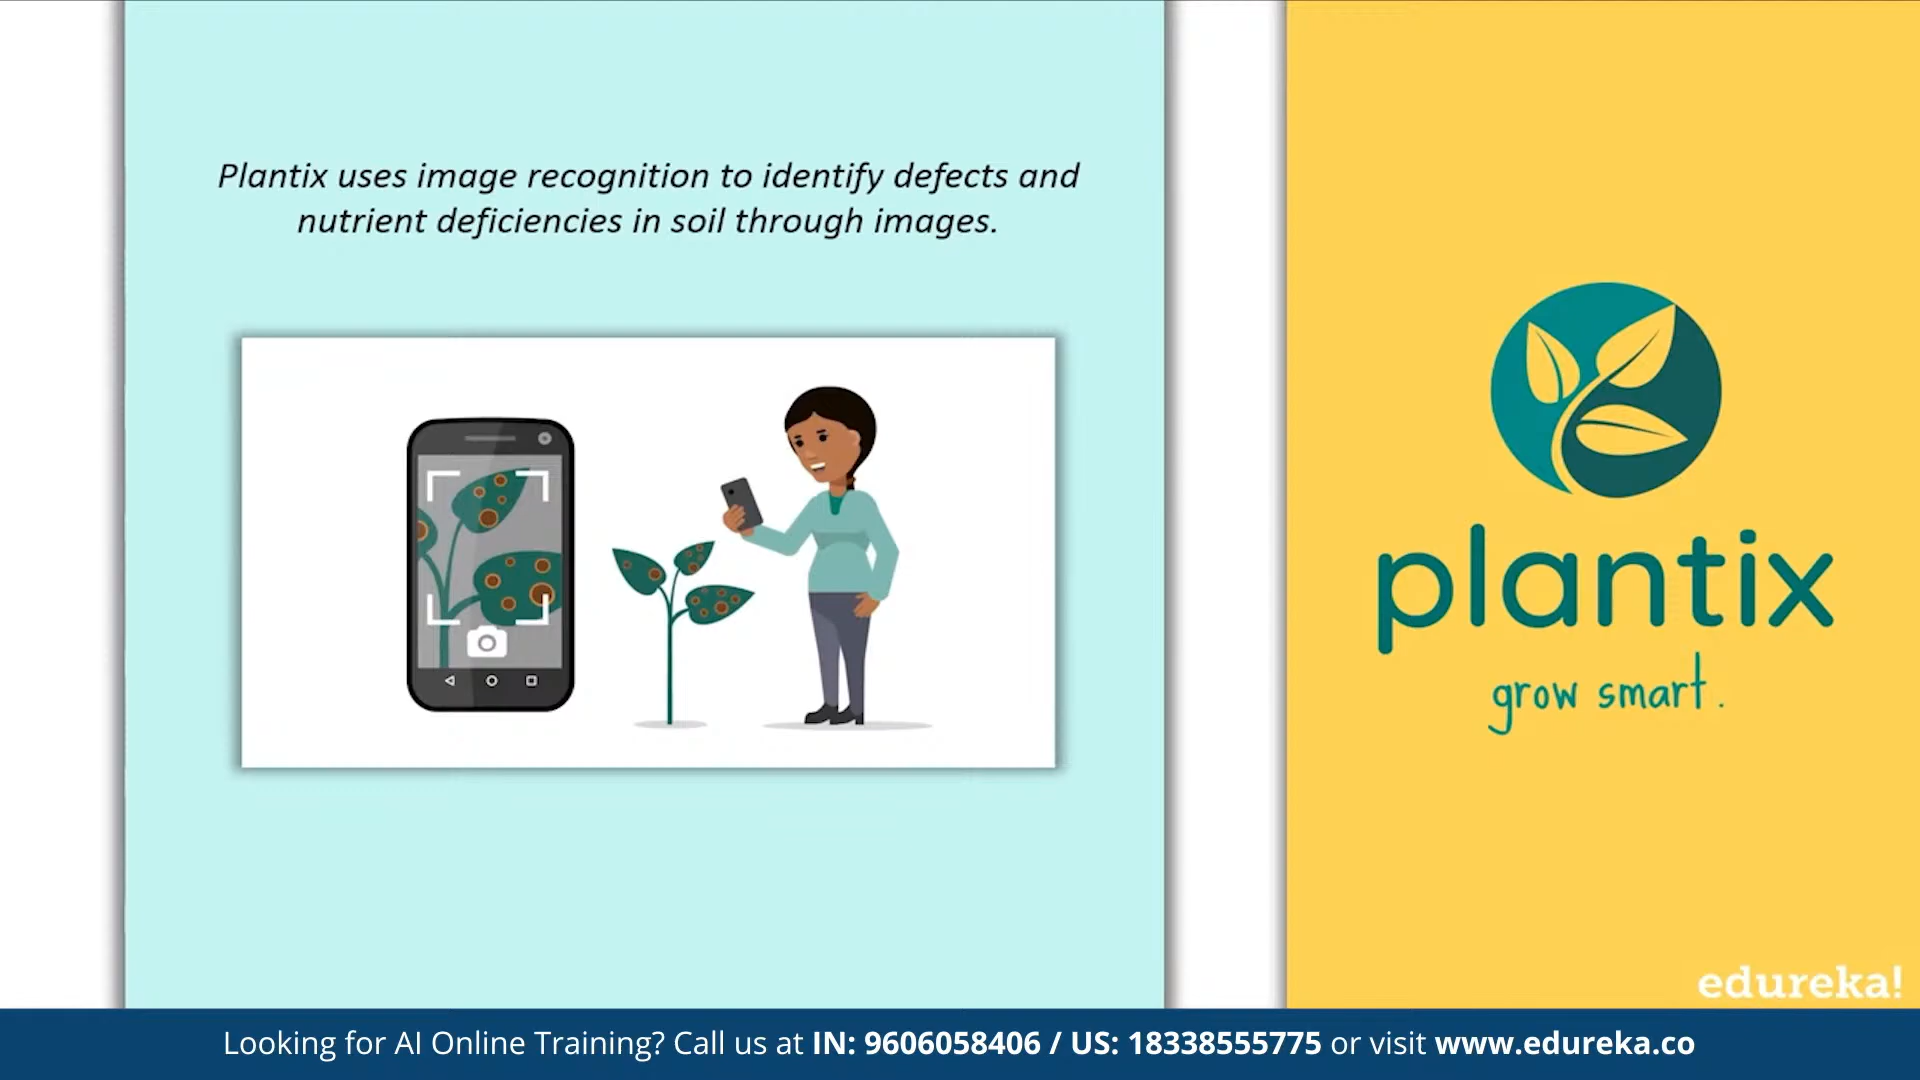 Plantix uses image recognition to identify defects and
nutrient deficiencies in soil through images.
plantix
grow smart.
edureka!
Looking for AI Online Training? Call us at IN: 9606058406 / US: 18338555775 or visit www.edureka.co